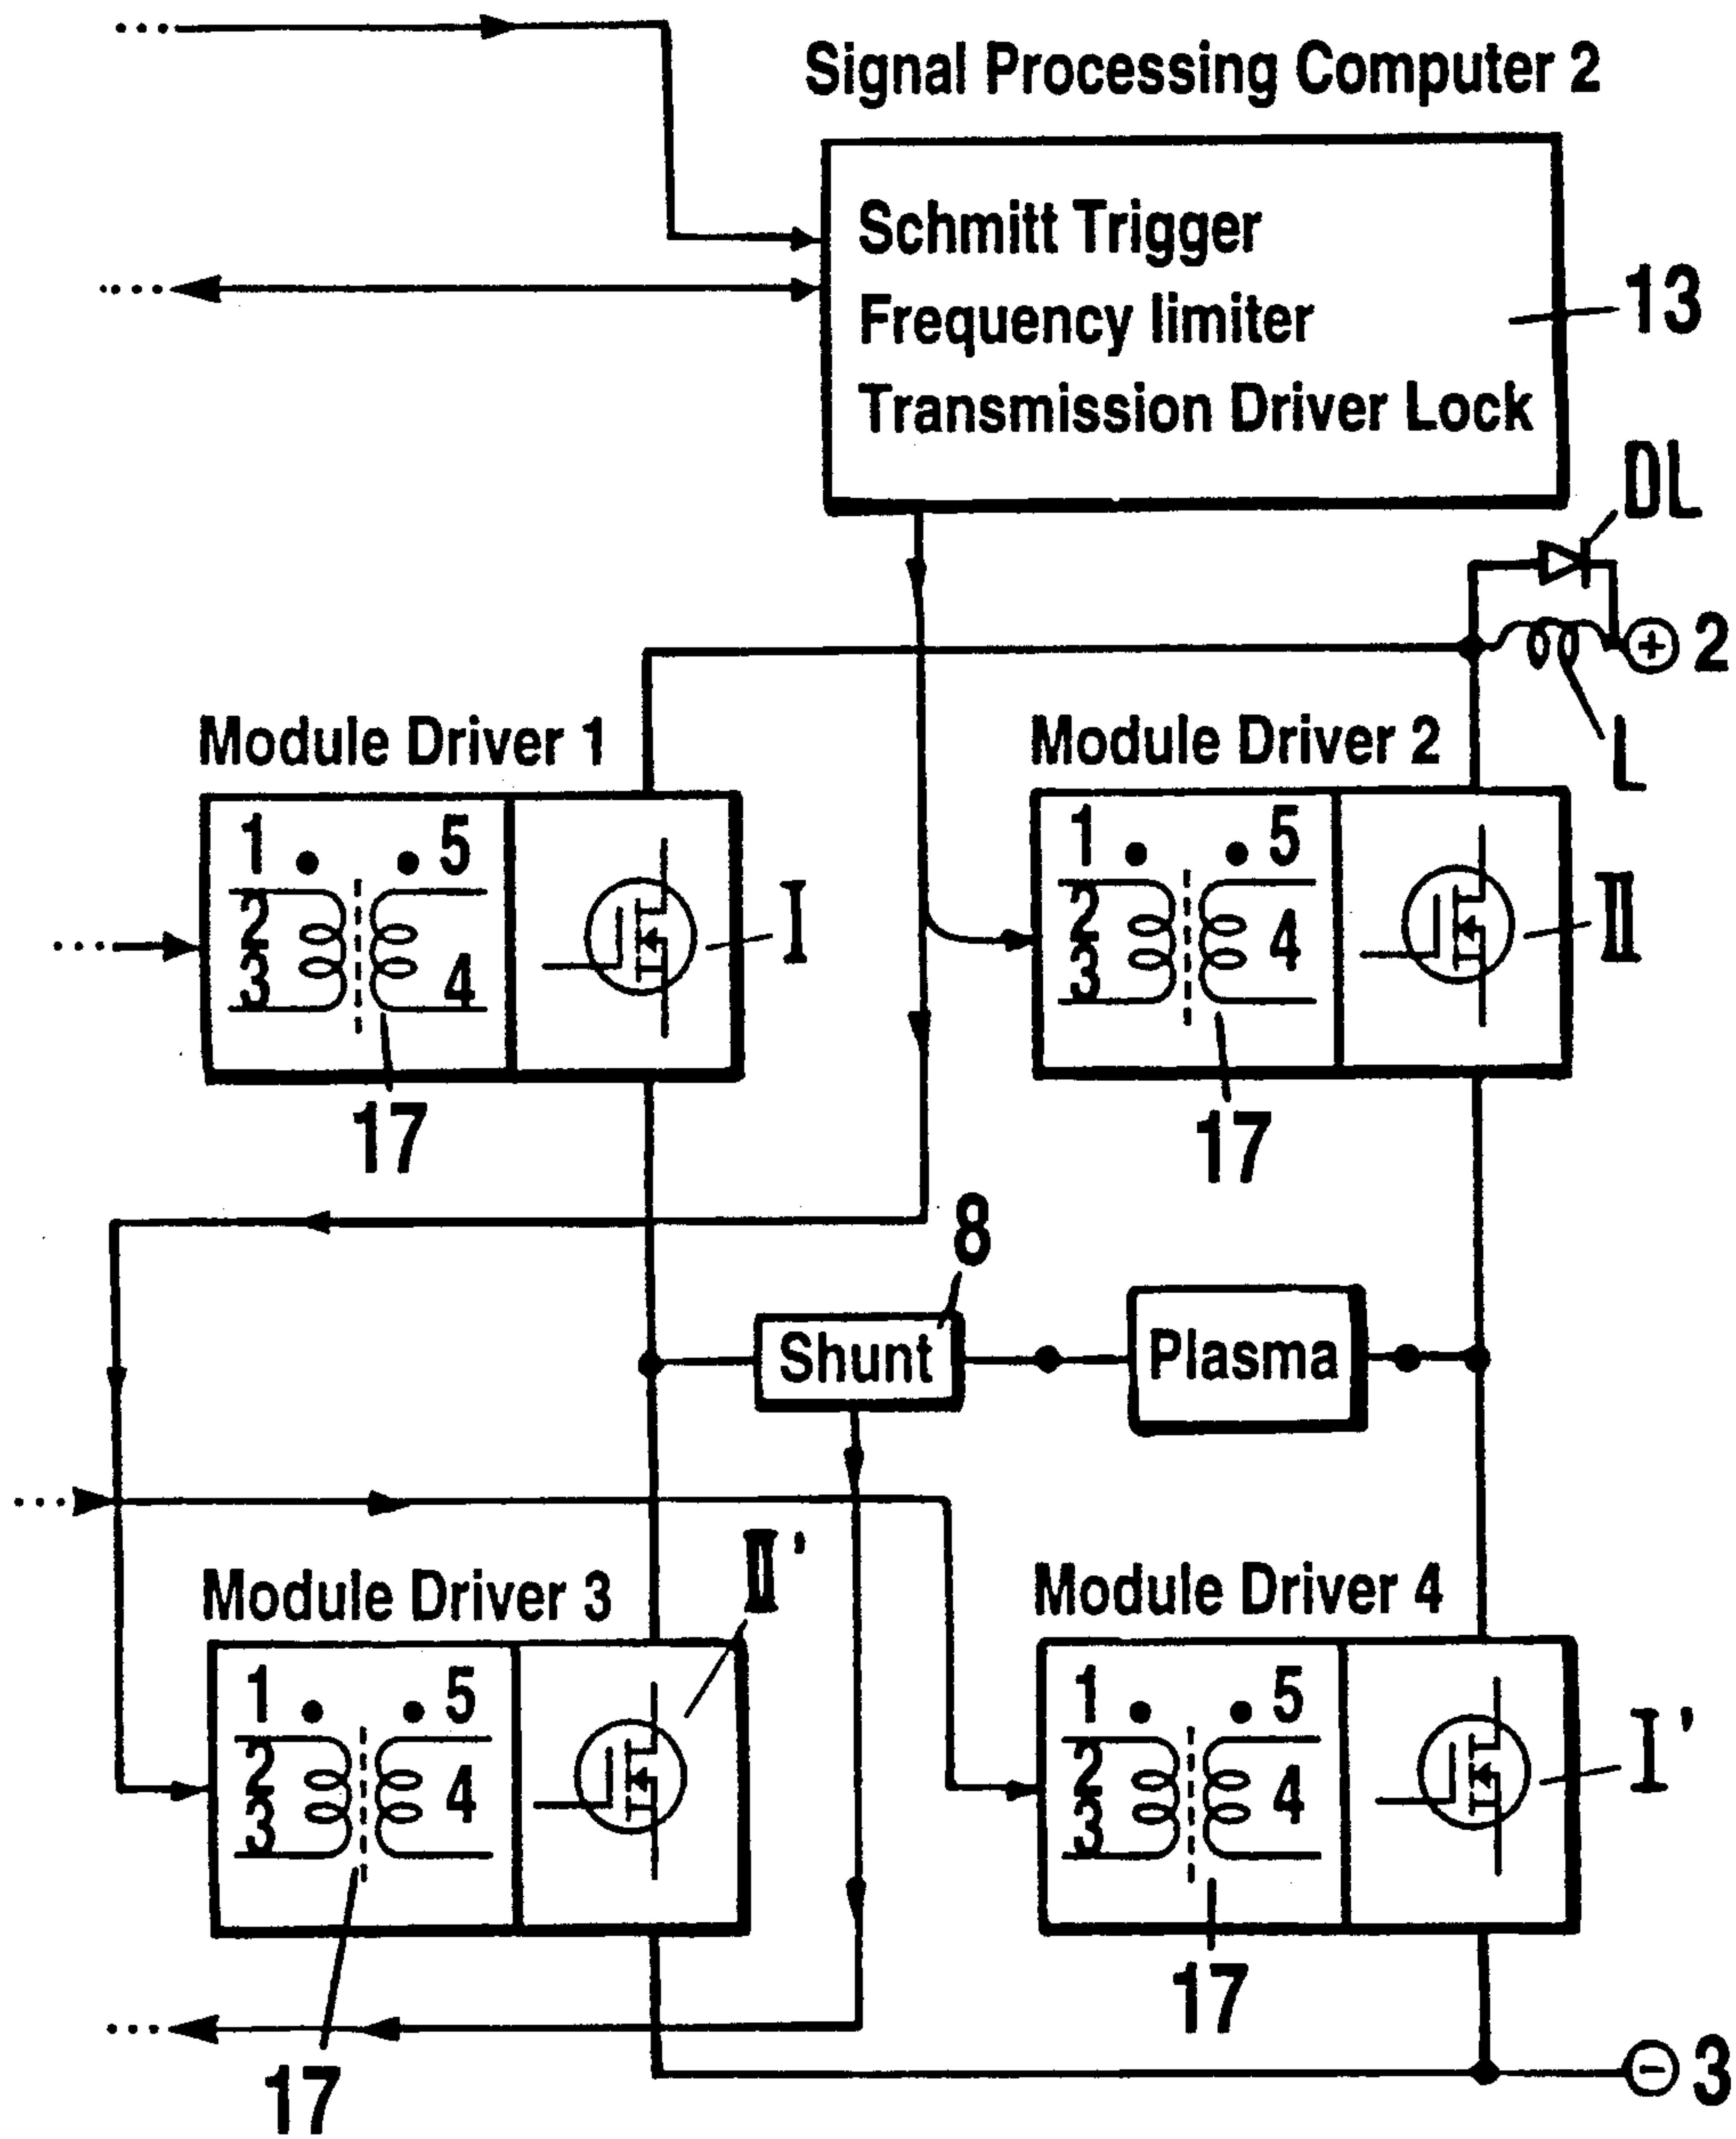 Signal Processing Computer 2
Schmitt Trigger
Frequency limiter
Transmission Driver Lock
13
DL
+ 2
L
Module Driver 1
1 5
2
3 4
I
17
Module Driver 2
1 5
2 4
3
II
17
8
Shunt
Plasma
Module Driver 3
II'
1 5
2 4
3
17
Module Driver 4
1 5
2 4
3
I'
17
- 3